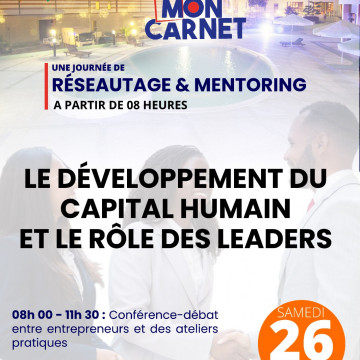 MON
CARNET
UNE JOURNÉE DE
RÉSEAUTAGE & MENTORING
A PARTIR DE 08 HEURES
LE DÉVELOPPEMENT DU
CAPITAL HUMAIN
ET LE RÔLE DES LEADERS
08h 00 - 11h 30 : Conférence-débat
entre entrepreneurs et des ateliers
pratiques
SAMEDI
26